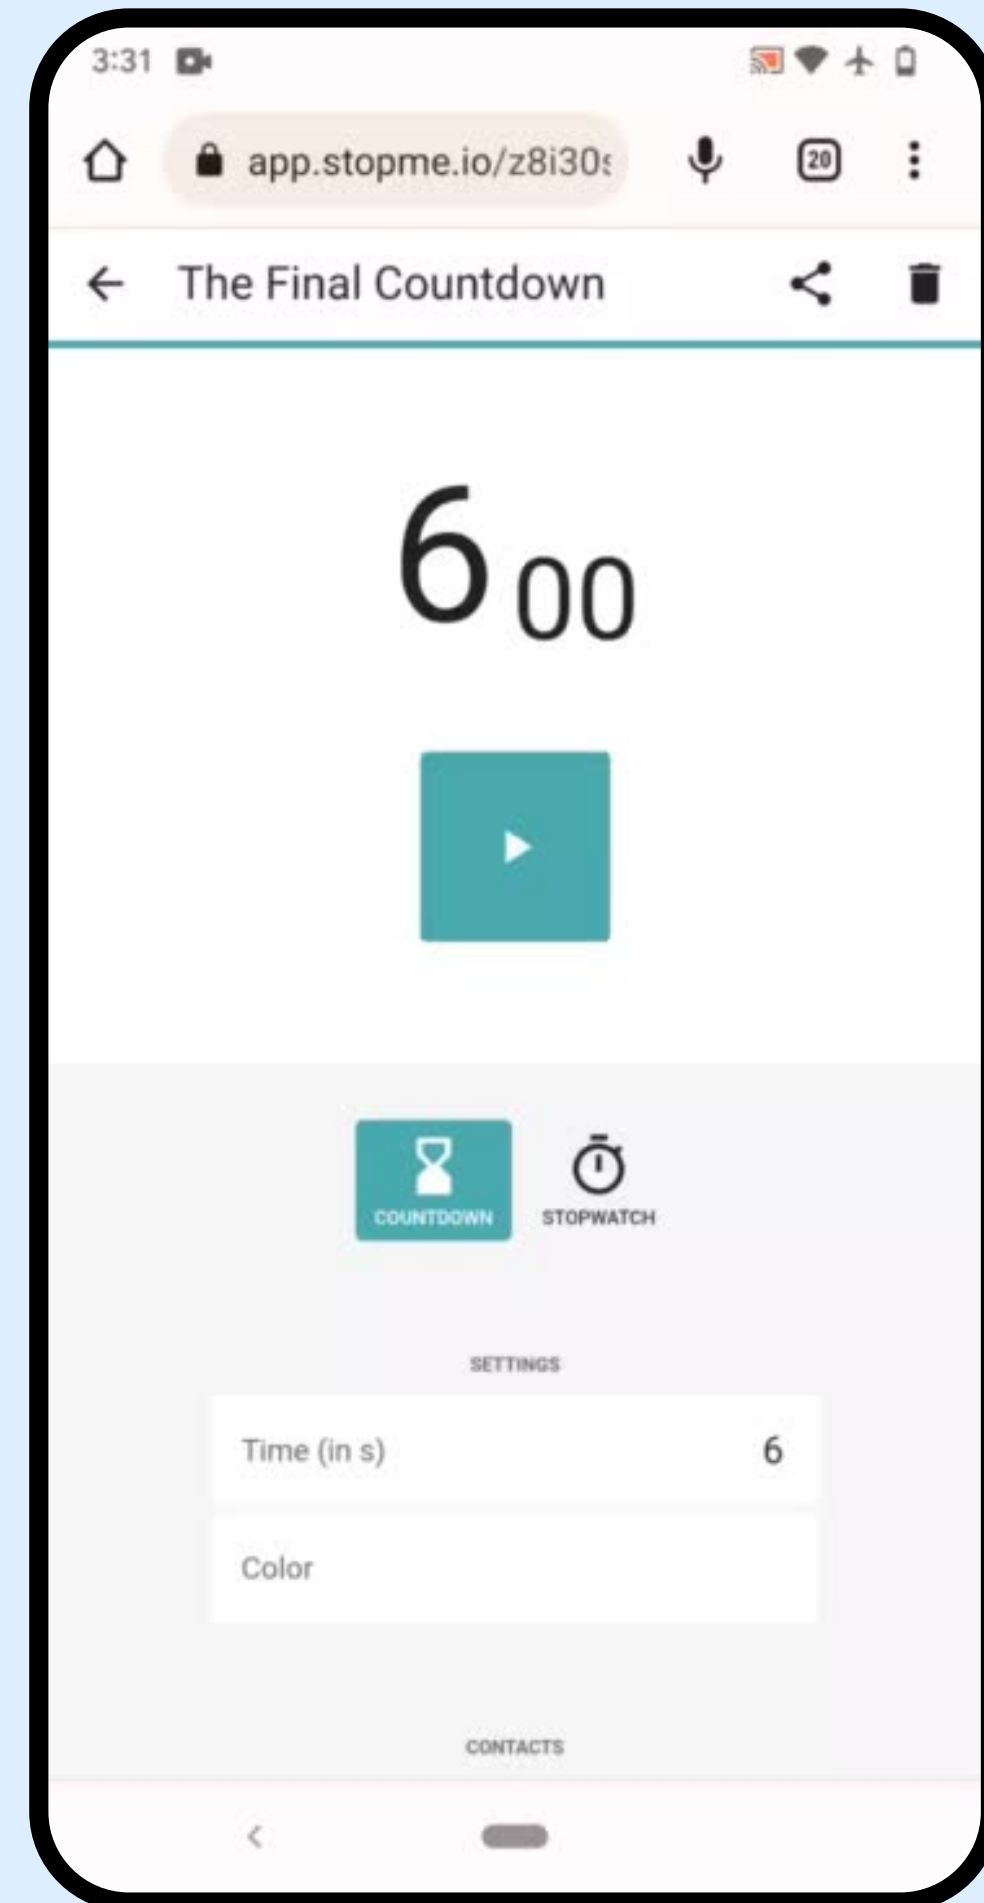 3:31
app.stopme.io/z8i30
20
The Final Countdown
6 00
COUNTDOWN STOPWATCH
SETTINGS
Time (in s) 6
Color
CONTACTS